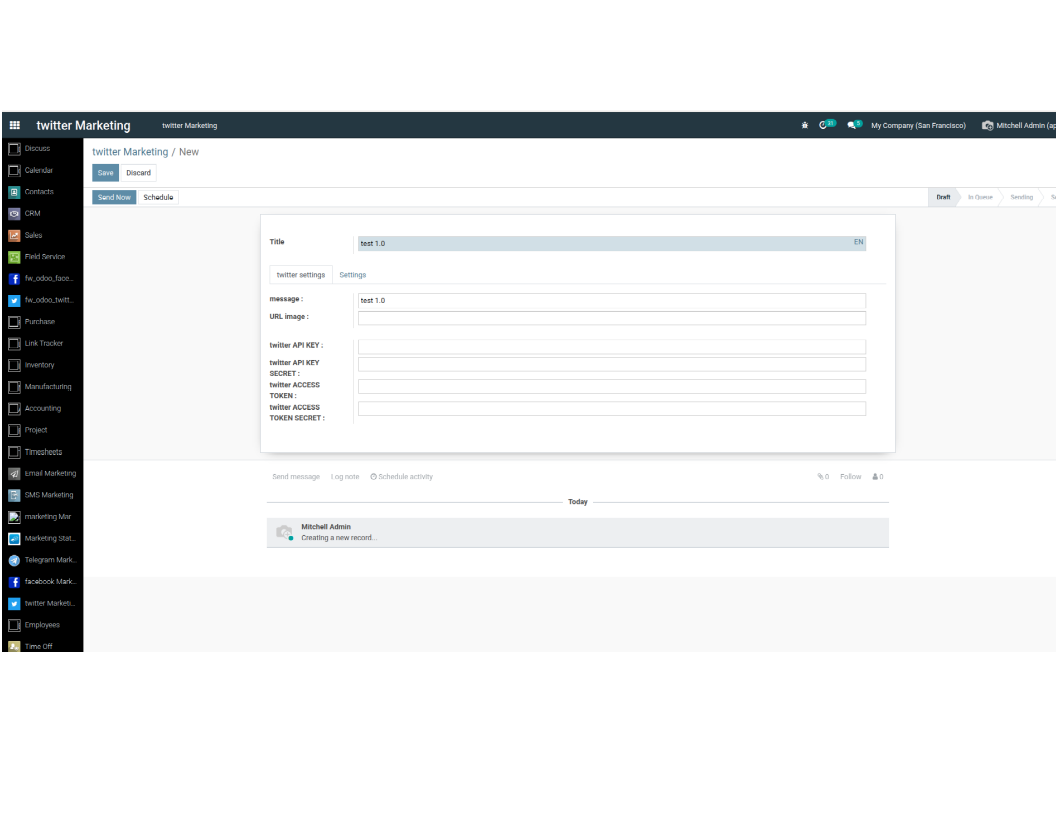 twitter Marketing
twitter Marketing
31
5
My Company (San Francisco)
Mitchell Admin (ap
Discuss
Calendar
Contacts
CRM
Sales
Field Service
fw_odoo_face...
fw_odoo_twitt...
Purchase
Link Tracker
Inventory
Manufacturing
Accounting
Project
Timesheets
Email Marketing
SMS Marketing
marketing Mar
Marketing Stat...
Telegram Mark...
facebook Mark...
twitter Marketi...
Employees
Time Off
twitter Marketing / New
Save Discard
Send Now Schedule
Draft In Queue Sending S
Title test 1.0 EN
twitter settings Settings
message : test 1.0
URL image :
twitter API KEY :
twitter API KEY
SECRET :
twitter ACCESS
TOKEN :
twitter ACCESS
TOKEN SECRET :
Send message Log note Schedule activity 0 Follow 0
Today
Mitchell Admin
Creating a new record...